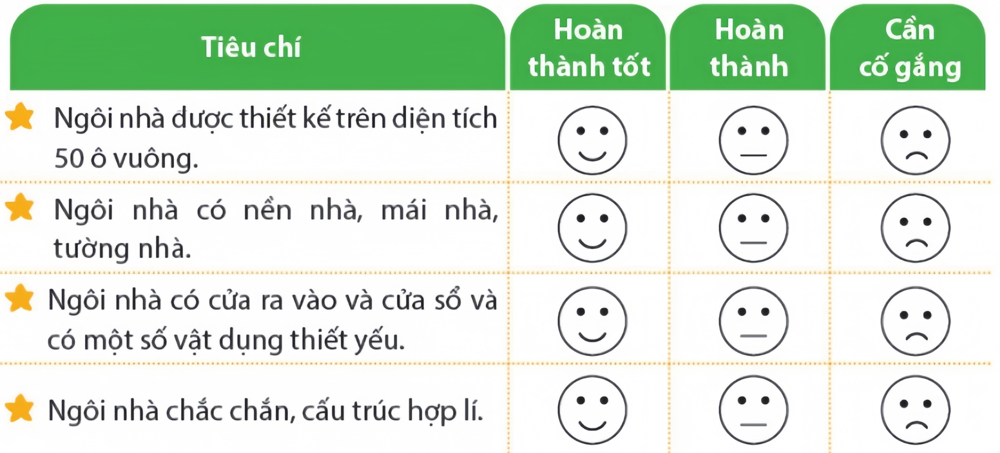 Tiêu chí
Hoàn
thành tốt
Hoàn
thành
Cần
cố gắng
Ngôi nhà được thiết kế trên diện tích
50 ô vuông.
Ngôi nhà có nền nhà, mái nhà,
tường nhà.
Ngôi nhà có cửa ra vào và cửa sổ và
có một số vật dụng thiết yếu.
Ngôi nhà chắc chắn, cấu trúc hợp lí.